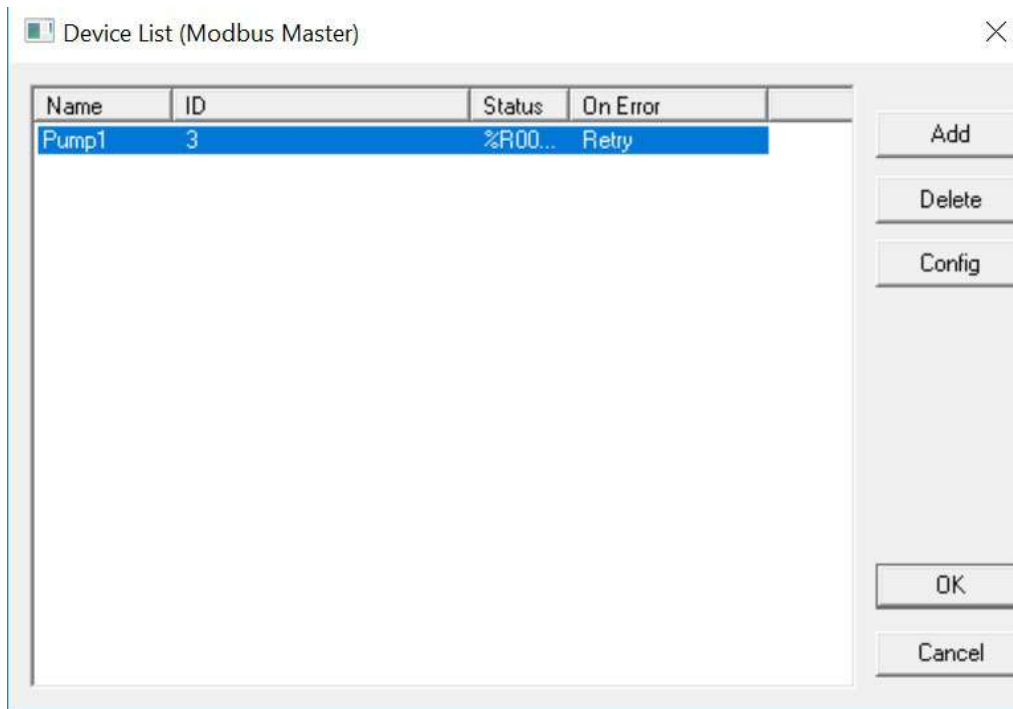 Device List (Modbus Master)
Name ID Status On Error
Pump1 3 %R00... Retry
Add
Delete
Config
OK
Cancel